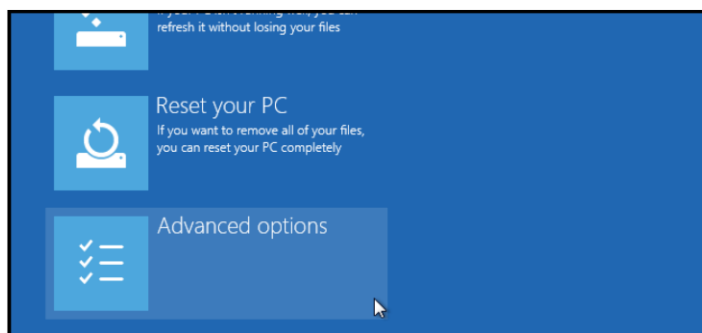 refresh it without losing your files
Reset your PC
If you want to remove all of your files,
you can reset your PC completely
Advanced options